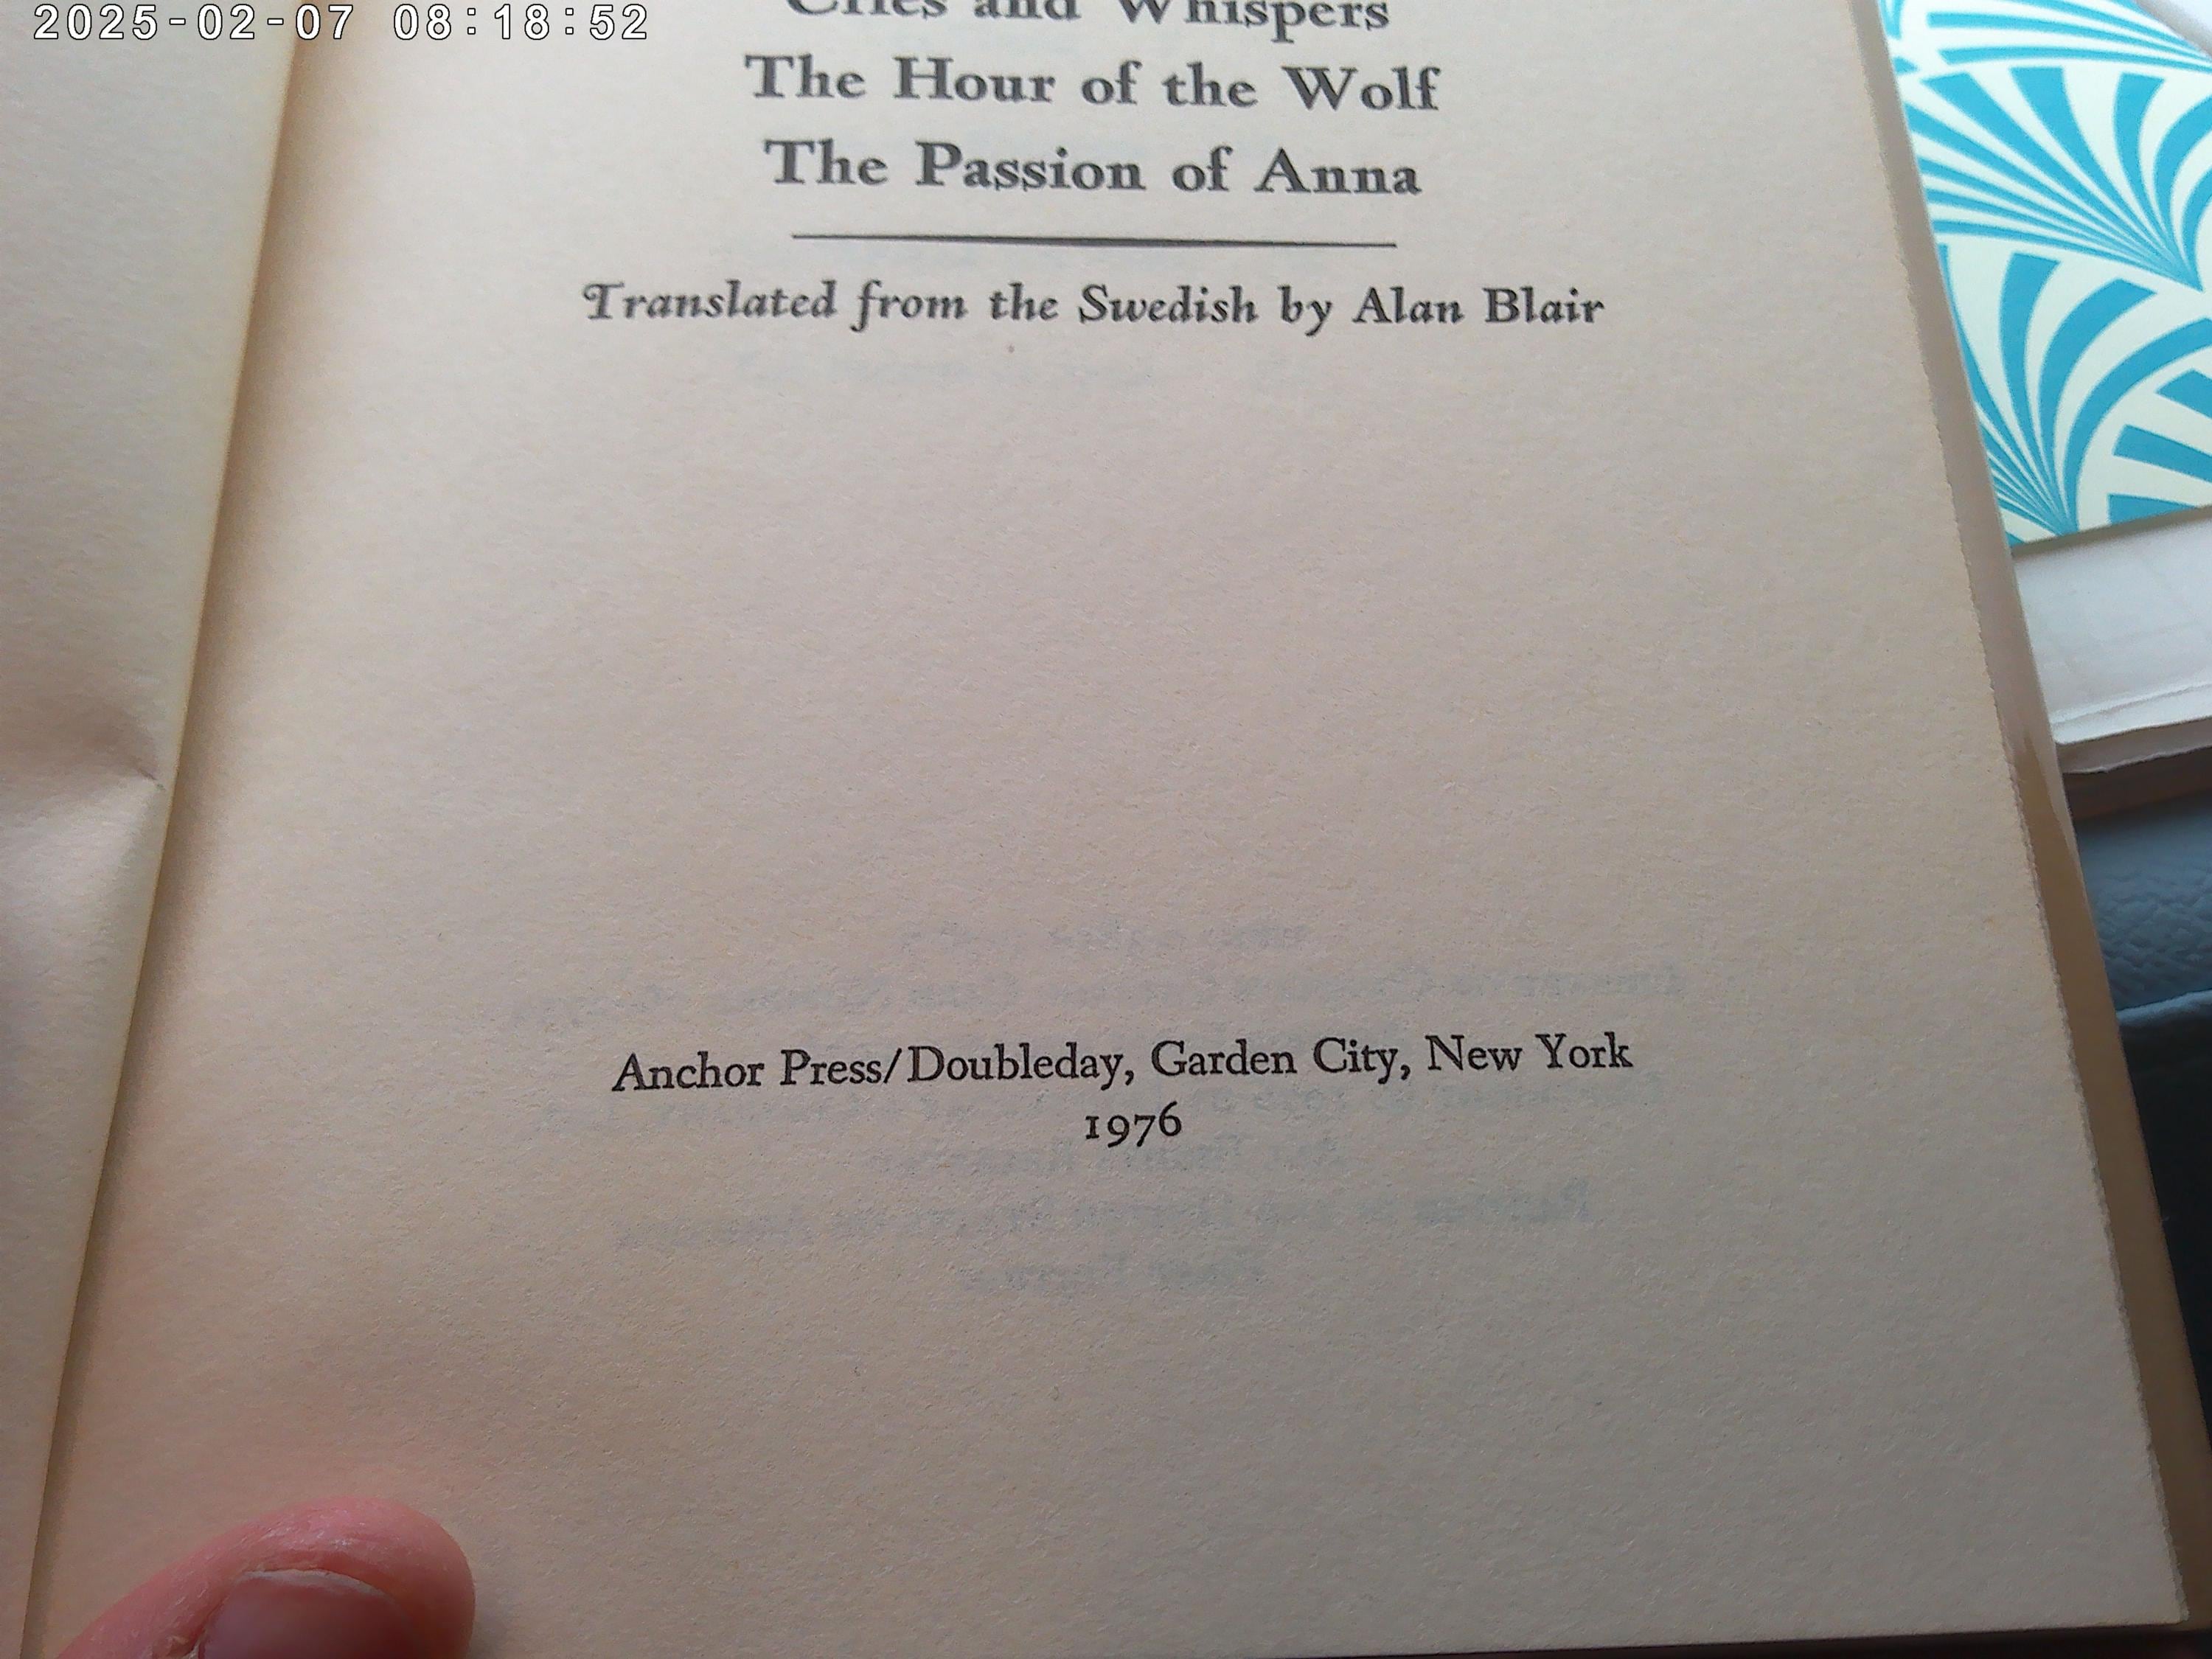 2025-02-07 08:18:52
Cries and Whispers
The Hour of the Wolf
The Passion of Anna
Translated from the Swedish by Alan Blair
Anchor Press/Doubleday, Garden City, New York
1976